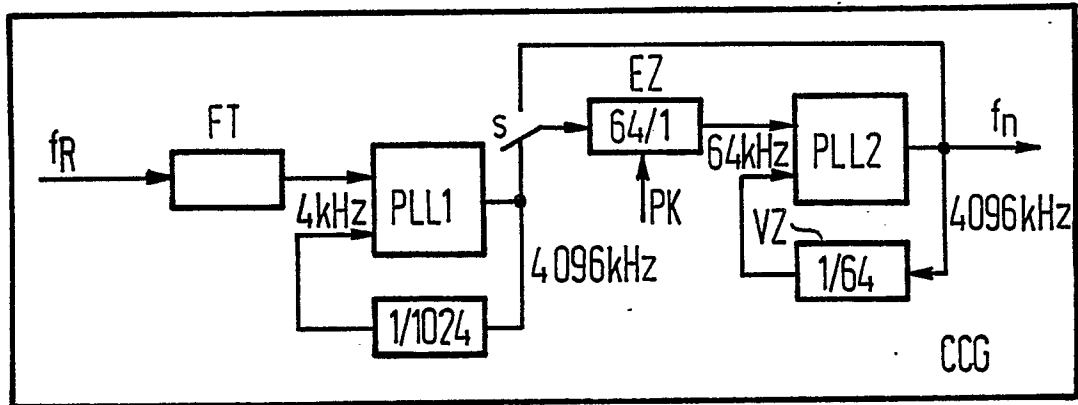 fR
FT
4kHz
PLL1
1/1024
4096kHz
S
EZ
64/1
PK
64kHz
PLL2
VZ
1/64
fn
4096kHz
CCG